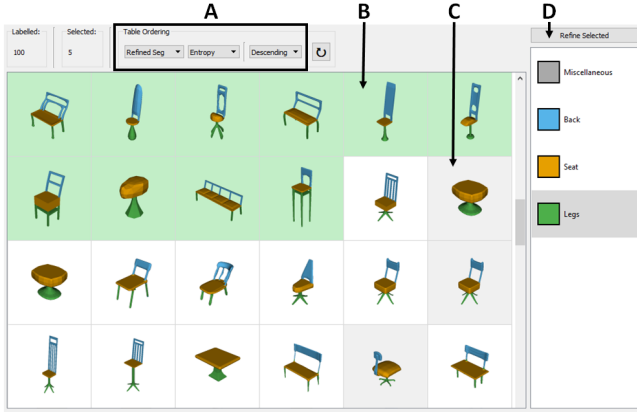 A B C D
Labelled: Selected: Table Ordering Refine Selected
100 5 Refined Seg Entropy Descending
Miscellaneous
Back
Seat
Legs